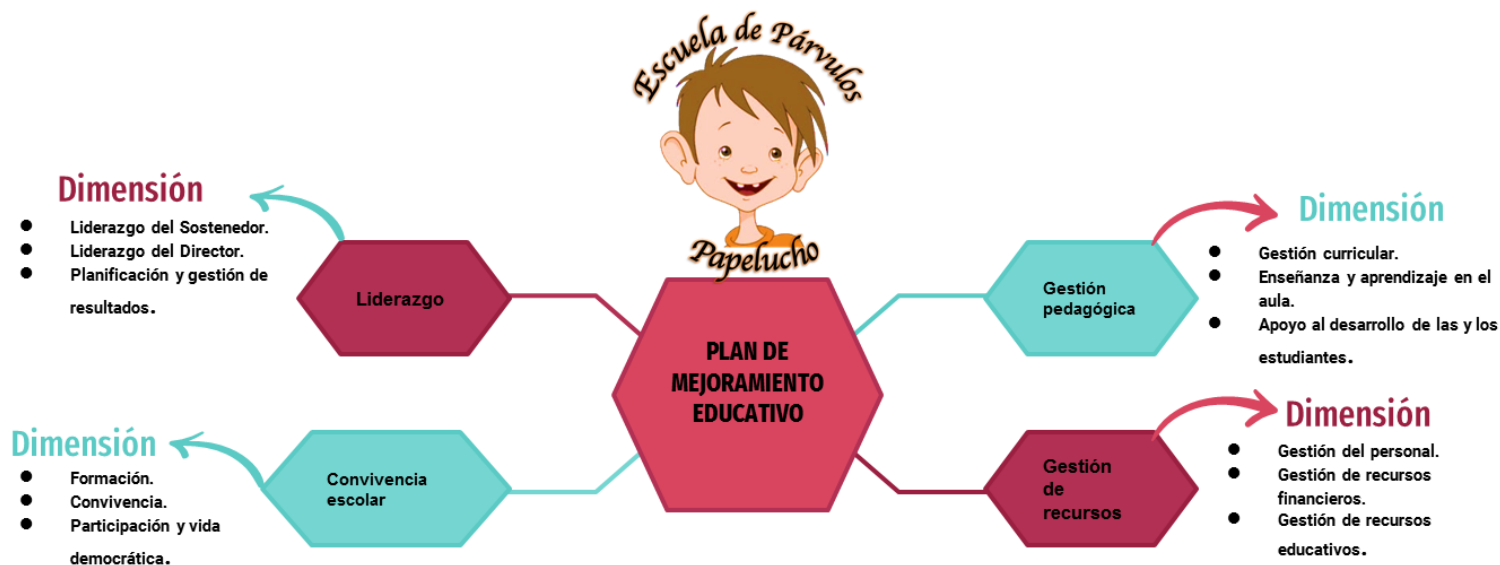 Escuela de Párvulos
Papelucho
PLAN DE
MEJORAMIENTO
EDUCATIVO
Dimensión
● Liderazgo del Sostenedor.
● Liderazgo del Director.
● Planificación y gestión de
resultados.
Liderazgo
Dimensión
● Formación.
● Convivencia.
● Participación y vida
democrática.
Convivencia
escolar
Dimensión
● Gestión curricular.
● Enseñanza y aprendizaje en el
aula.
● Apoyo al desarrollo de las y los
estudiantes.
Gestión
pedagógica
Dimensión
● Gestión del personal.
● Gestión de recursos
financieros.
● Gestión de recursos
educativos.
Gestión
de
recursos